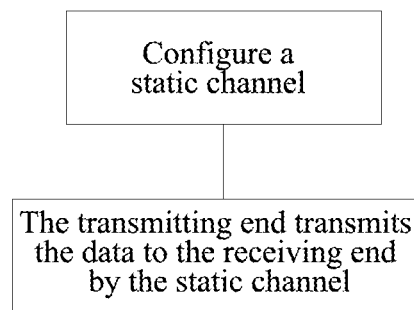 Configure a
static channel
The transmitting end transmits
the data to the receiving end
by the static channel